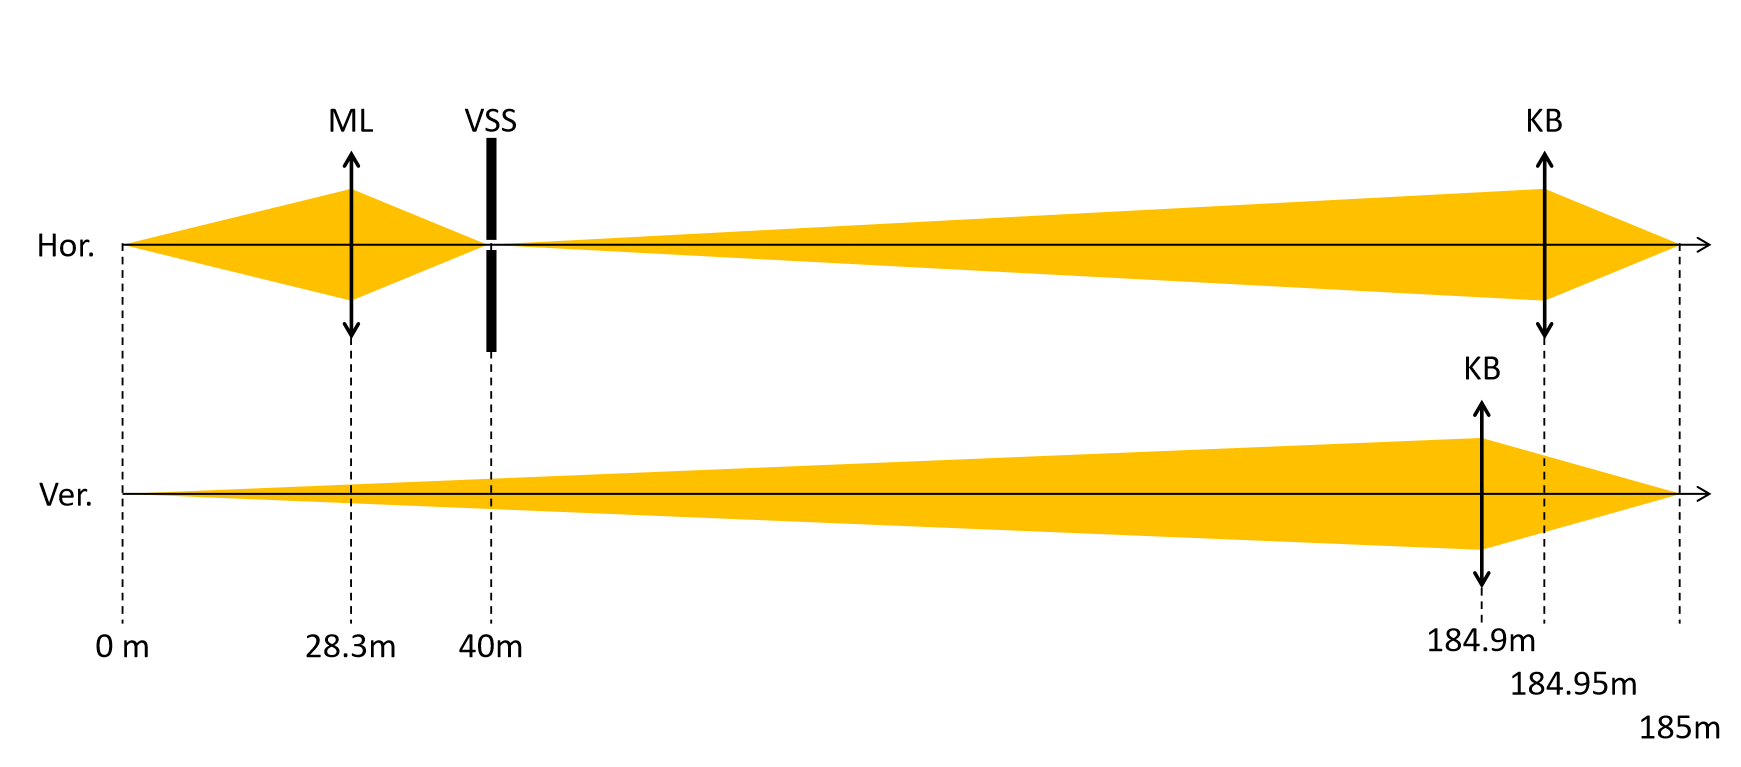 ML
VSS
KB
Hor.
KB
Ver.
0 m
28.3m
40m
184.9m
184.95m
185m